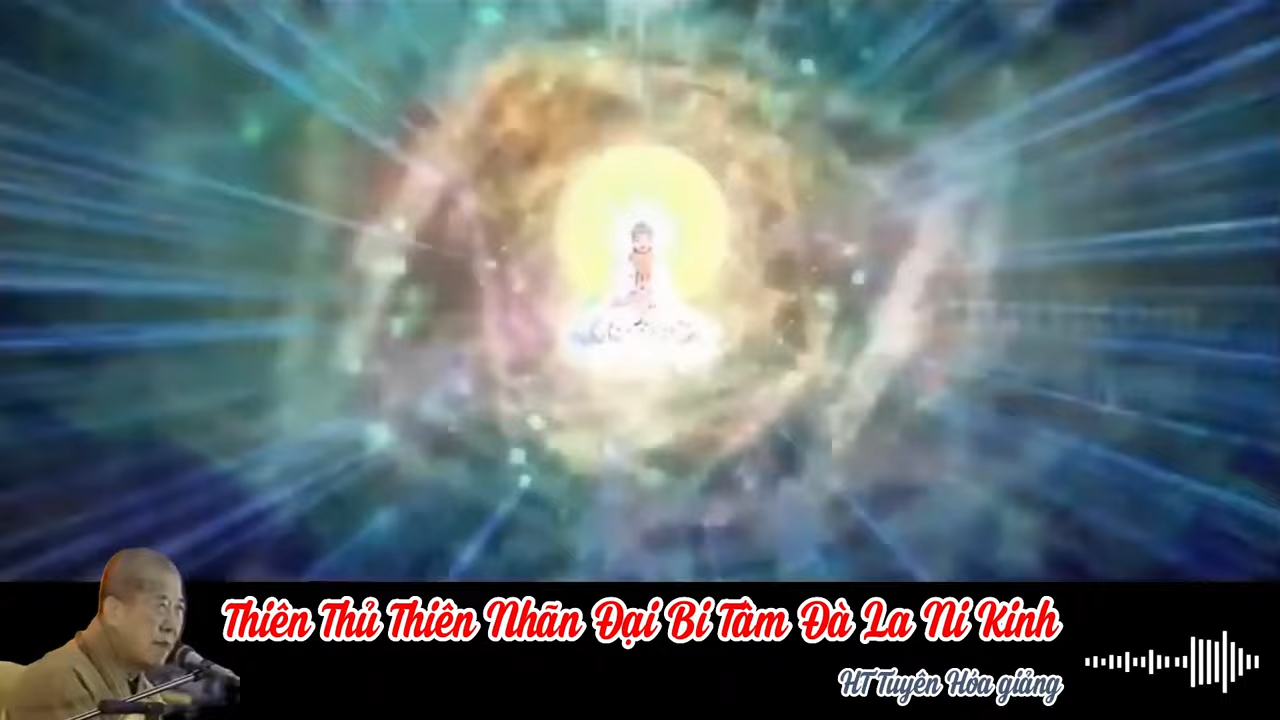 Thiên Thủ Thiên Nhãn Đại Bi Tâm Đà La Ni Kinh
HT Tuyên Hóa giảng